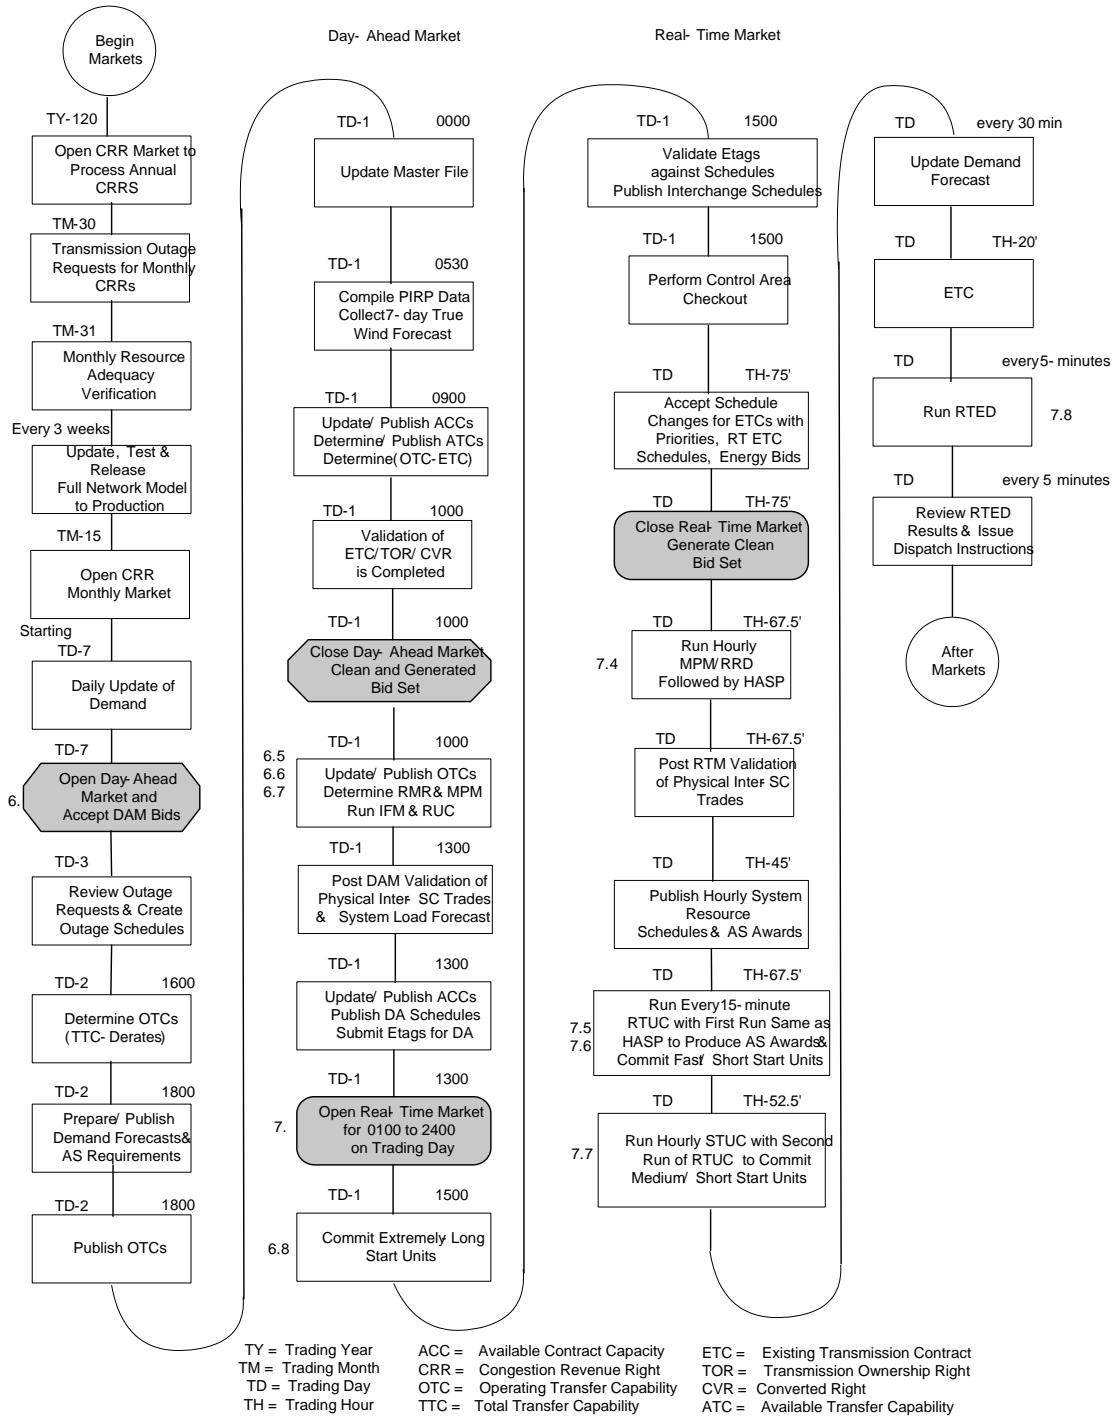 Begin
Markets
TY-120
Open CRR Market to
Process Annual
CRRS
TM-30
Transmission Outage
Requests for Monthly
CRRs
TM-31
Monthly Resource
Adequacy
Verification
Every 3 weeks
Update, Test &
Release
Full Network Model
to Production
TM-15
Open CRR
Monthly Market
Starting
TD-7
Daily Update of
Demand
TD-7
6.
Open Day- Ahead
Market and
Accept DAM Bids
TD-3
Review Outage
Requests & Create
Outage Schedules
TD-2 1600
Determine OTCs
(TTC- Derates)
TD-2 1800
Prepare/ Publish
Demand Forecasts&
AS Requirements
TD-2 1800
Publish OTCs
Day- Ahead Market
TD-1 0000
Update Master File
TD-1 0530
Compile PIRP Data
Collect7- day True
Wind Forecast
TD-1 0900
Update/ Publish ACCs
Determine/ Publish ATCs
Determine(OTC-ETC)
TD-1 1000
Validation of
ETC/TOR/ CVR
is Completed
TD-1 1000
Close Day- Ahead Market
Clean and Generated
Bid Set
TD-1 1000
6.5
6.6
6.7
Update/ Publish OTCs
Determine RMR & MPM
Run IFM & RUC
TD-1 1300
Post DAM Validation of
Physical Inter- SC Trades
& System Load Forecast
TD-1 1300
Update/ Publish ACCs
Publish DA Schedules
Submit Etags for DA
TD-1 1300
7.
Open Real- Time Market
for 0100 to 2400
on Trading Day
TD-1 1500
6.8
Commit Extremely- Long
Start Units
Real- Time Market
TD-1 1500
Validate Etags
against Schedules
Publish Interchange Schedules
TD-1 1500
Perform Control Area
Checkout
TD TH-75'
Accept Schedule
Changes for ETCs with
Priorities, RT ETC
Schedules, Energy Bids
TD TH-75'
Close Real- Time Market
Generate Clean
Bid Set
TD TH-67.5'
7.4
Run Hourly
MPM/RRD
Followed by HASP
TD TH-67.5'
Post RTM Validation
of Physical Inter- SC
Trades
TD TH-45'
Publish Hourly System
Resource
Schedules & AS Awards
TD TH-67.5'
7.5
7.6
Run Every15- minute
RTUC with First Run Same as
HASP to Produce AS Awards&
Commit Fast/ Short Start Units
TD TH-52.5'
7.7
Run Hourly STUC with Second
Run of RTUC to Commit
Medium/ Short Start Units
TD every 30 min
Update Demand
Forecast
TD TH-20'
ETC
TD every5- minutes
Run RTED
7.8
TD every 5 minutes
Review RTED
Results & Issue
Dispatch Instructions
After
Markets
TY = Trading Year
TM = Trading Month
TD = Trading Day
TH = Trading Hour
ACC = Available Contract Capacity
CRR = Congestion Revenue Right
OTC = Operating Transfer Capability
TTC = Total Transfer Capability
ETC = Existing Transmission Contract
TOR = Transmission Ownership Right
CVR = Converted Right
ATC = Available Transfer Capability